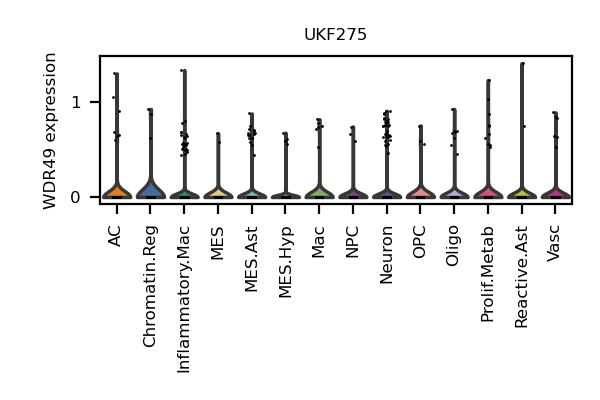 UKF275
WDR49 expression
1
0
AC
Chromatin.Reg
Inflammatory.Mac
MES
MES.Ast
MES.Hyp
Mac
NPC
Neuron
OPC
Oligo
Prolif.Metab
Reactive.Ast
Vasc